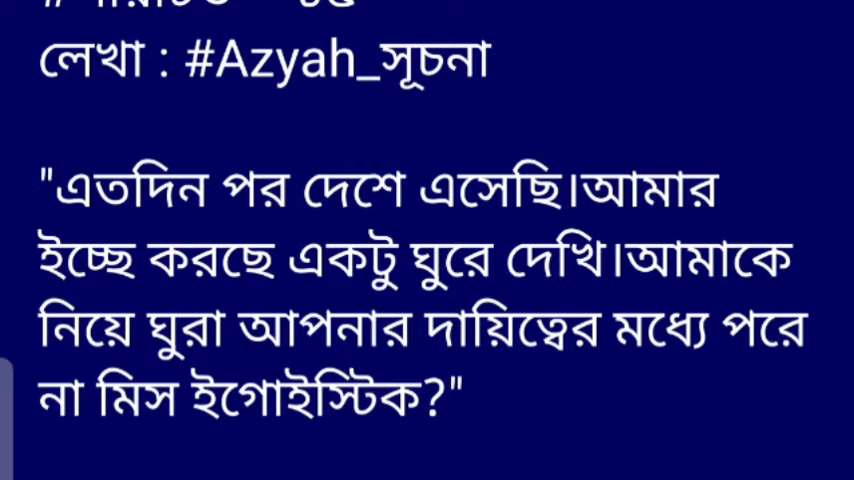 লেখা : #Azyah_সূচনা
"এতদিন পর দেশে এসেছি।আমার
ইচ্ছে করছে একটু ঘুরে দেখি।আমাকে
নিয়ে ঘুরা আপনার দায়িত্বের মধ্যে পরে
না মিস ইগোইস্টিক?"